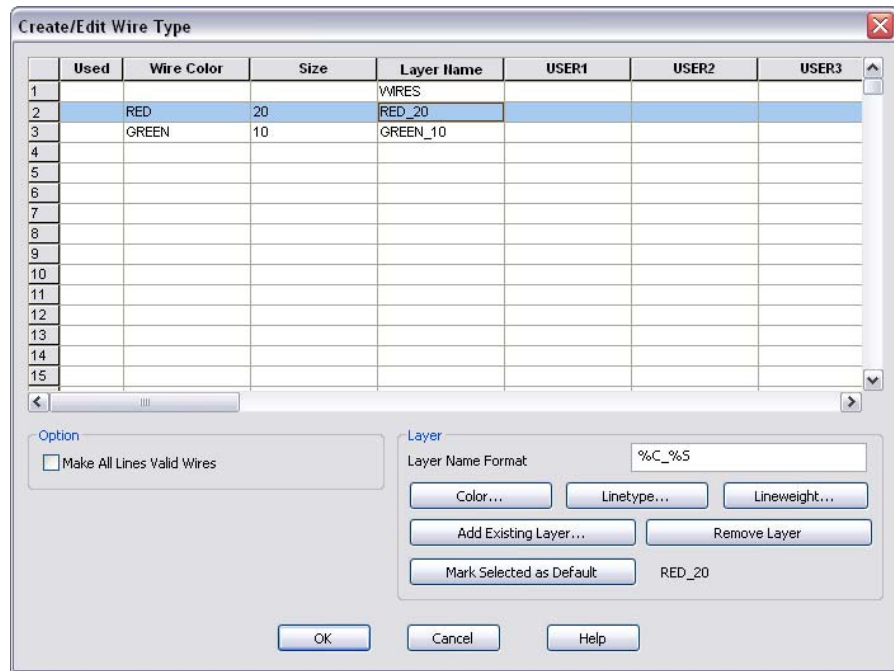 Create/Edit Wire Type
Used Wire Color Size Layer Name USER1 USER2 USER3
1 WIRES
2 RED 20 RED_20
3 GREEN 10 GREEN_10
4
5
6
7
8
9
10
11
12
13
14
15
Option
Make All Lines Valid Wires
Layer
Layer Name Format %C_%S
Color... Linetype... Lineweight...
Add Existing Layer... Remove Layer
Mark Selected as Default RED_20
OK Cancel Help